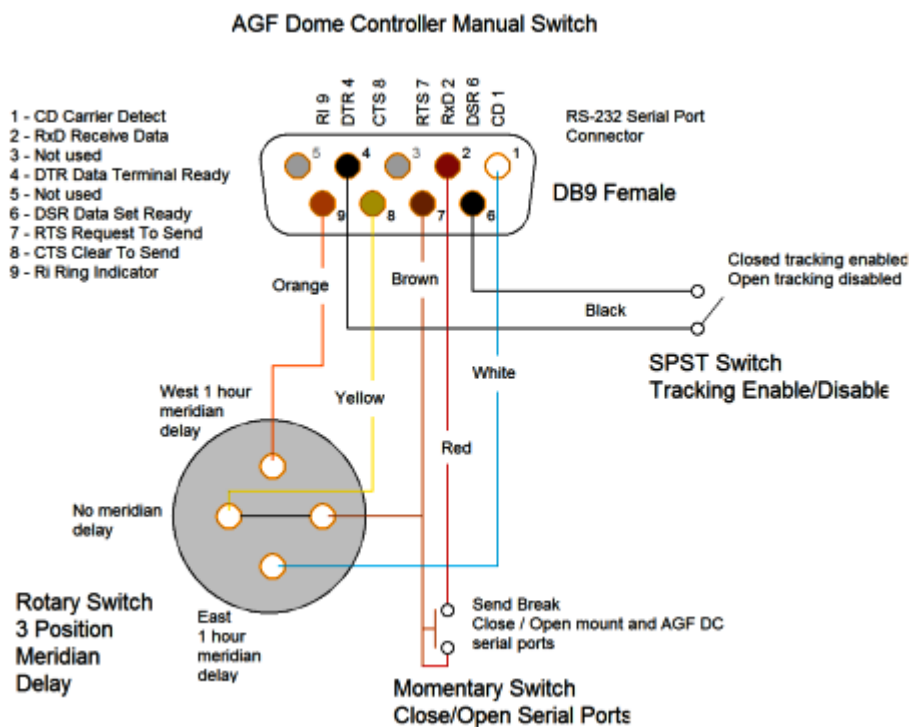 AGF Dome Controller Manual Switch
1 - CD Carrier Detect
2 - RxD Receive Data
3 - Not used
4 - DTR Data Terminal Ready
5 - Not used
6 - DSR Data Set Ready
7 - RTS Request To Send
8 - CTS Clear To Send
9 - Ri Ring Indicator
RI 9
DTR 4
CTS 8
RTS 7
RxD 2
DSR 6
CD 1
RS-232 Serial Port
Connector
5
4
3
2
1
9
8
7
6
DB9 Female
Orange
Brown
Closed tracking enabled
Open tracking disabled
Black
SPST Switch
Tracking Enable/Disable
White
Yellow
Red
West 1 hour
meridian
delay
No meridian
delay
East
1 hour
meridian
delay
Rotary Switch
3 Position
Meridian
Delay
Send Break
Close / Open mount and AGF DC
serial ports
Momentary Switch
Close/Open Serial Ports